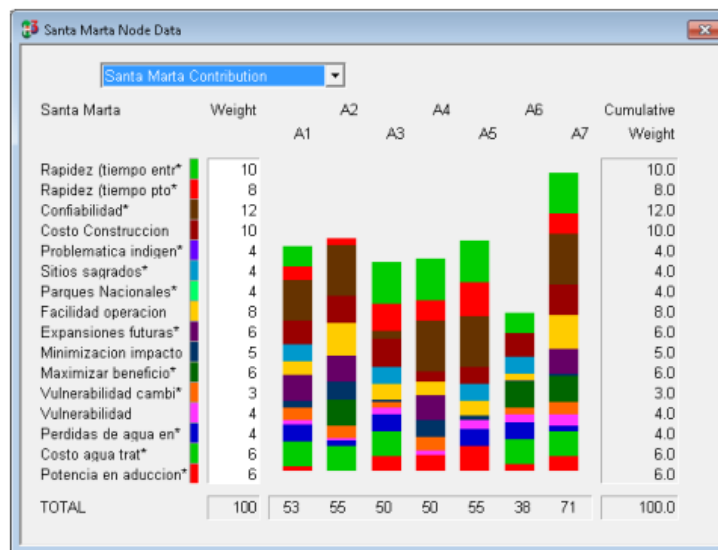 Santa Marta Node Data
Santa Marta Contribution
Santa Marta Weight A2 A4 A6 Cumulative
A1 A3 A5 A7 Weight
Rapidez (tiempo entr* 10 10.0
Rapidez (tiempo pto* 8 8.0
Confiabilidad* 12 12.0
Costo Construccion 10 10.0
Problematica indigen* 4 4.0
Sitios sagrados* 4 4.0
Parques Nacionales* 4 4.0
Facilidad operacion 8 8.0
Expansiones futuras* 6 6.0
Minimizacion impacto 5 5.0
Maximizar beneficio* 6 6.0
Vulnerabilidad cambi* 3 3.0
Vulnerabilidad 4 4.0
Perdidas de agua en* 4 4.0
Costo agua trat* 6 6.0
Potencia en aduccion* 6 6.0
TOTAL 100 53 55 50 50 55 38 71 100.0